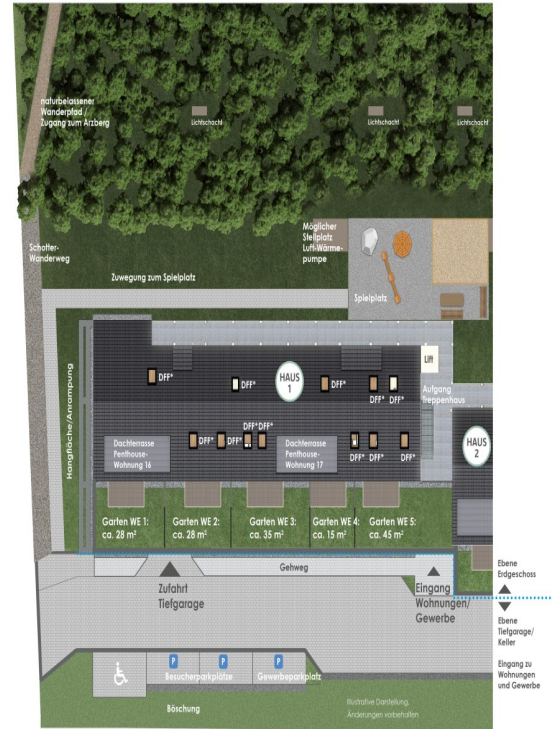 naturbelassener
Wanderpfad /
Zugang zum Arzberg
Lichtschacht
Lichtschacht
Lichtschacht
Schotter-
Wanderweg
Möglicher
Stellplatz
Luft-Wärme-
pumpe
Zuwegung zum Spielplatz
Spielplatz
Hangfläche/Anrampung
HAUS
1
Lift
DFF*
DFF*
DFF*
DFF*
DFF*
Aufgang
Treppenhaus
HAUS
2
Dachterrasse
Penthouse-
Wohnung 16
DFF*
DFF*
DFF*
DFF*
Dachterrasse
Penthouse-
Wohnung 17
DFF*
DFF*
DFF*
Garten WE 1:
ca. 28 m²
Garten WE 2:
ca. 28 m²
Garten WE 3:
ca. 35 m²
Garten WE 4:
ca. 15 m²
Garten WE 5:
ca. 45 m²
Gehweg
Zufahrt
Tiefgarage
Eingang
Wohnungen/
Gewerbe
Ebene
Erdgeschoss
Ebene
Tiefgarage/
Keller
Eingang zu
Wohnungen
und Gewerbe
P
P
P
Besucherparkplätze
Gewerbeparkplatz
Böschung
Illustrative Darstellung,
Änderungen vorbehalten